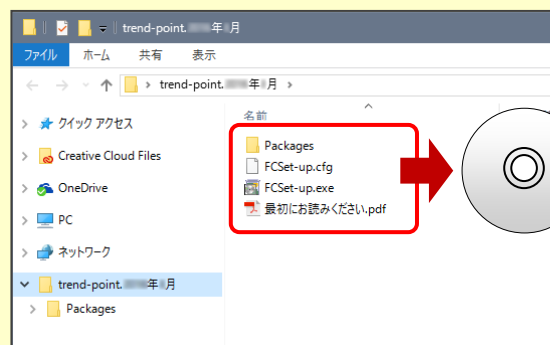 trend-point. 年 月
ファイル ホーム 共有 表示
trend-point. 年 月
名前
クイック アクセス
Creative Cloud Files
OneDrive
PC
ネットワーク
trend-point. 年 月
Packages
Packages
FCSet-up.cfg
FCSet-up.exe
最初にお読みください.pdf